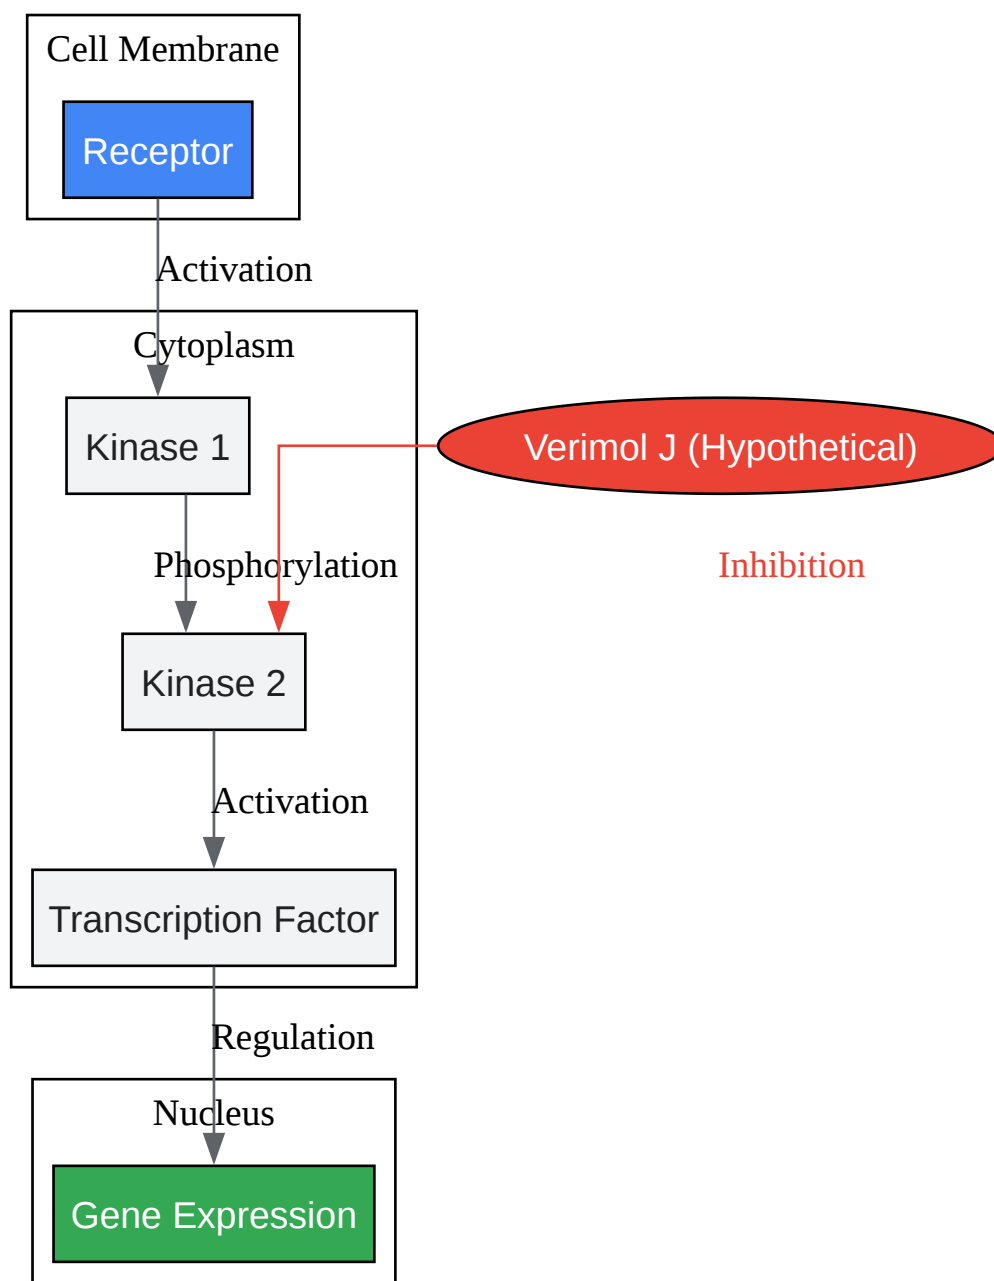 Cell Membrane
Receptor
Activation
Cytoplasm
Kinase 1
Verimol J (Hypothetical)
Phosphorylation
Inhibition
Kinase 2
Activation
Transcription Factor
Regulation
Nucleus
Gene Expression